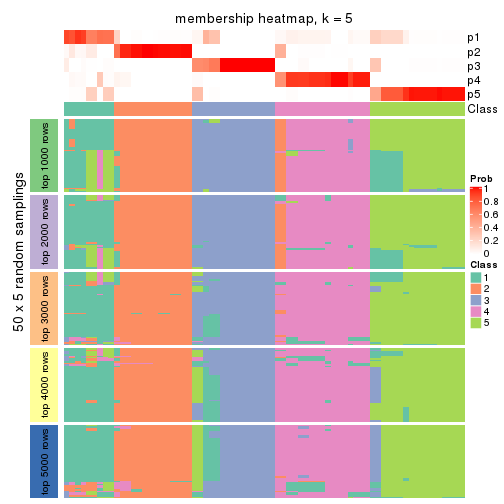 membership heatmap, k = 5
p1
p2
p3
p4
p5
Class
50 x 5 random samplings
top 1000 rows
top 2000 rows
top 3000 rows
top 4000 rows
top 5000 rows
Prob
1
0.8
0.6
0.4
0.2
0
Class
1
2
3
4
5